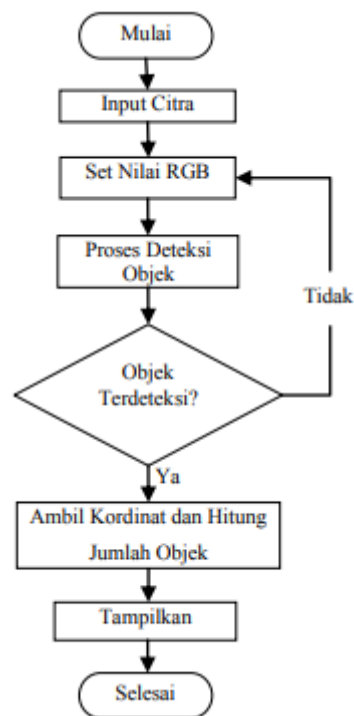 Mulai
Input Citra
Set Nilai RGB
Proses Deteksi
Objek
Tidak
Objek
Terdeteksi?
Ya
Ambil Kordinat dan Hitung
Jumlah Objek
Tampilkan
Selesai